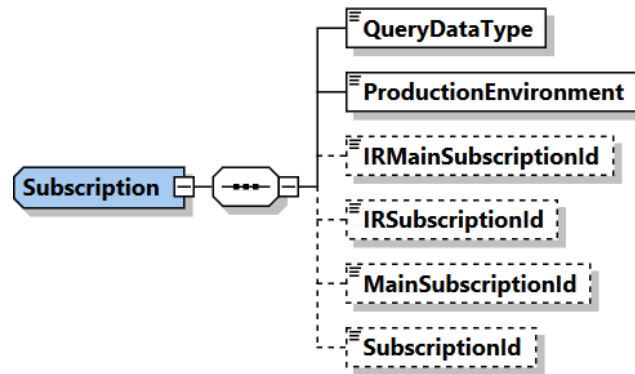 QueryDataType
ProductionEnvironment
IRMainSubscriptionId
Subscription
IRSubscriptionId
MainSubscriptionId
SubscriptionId